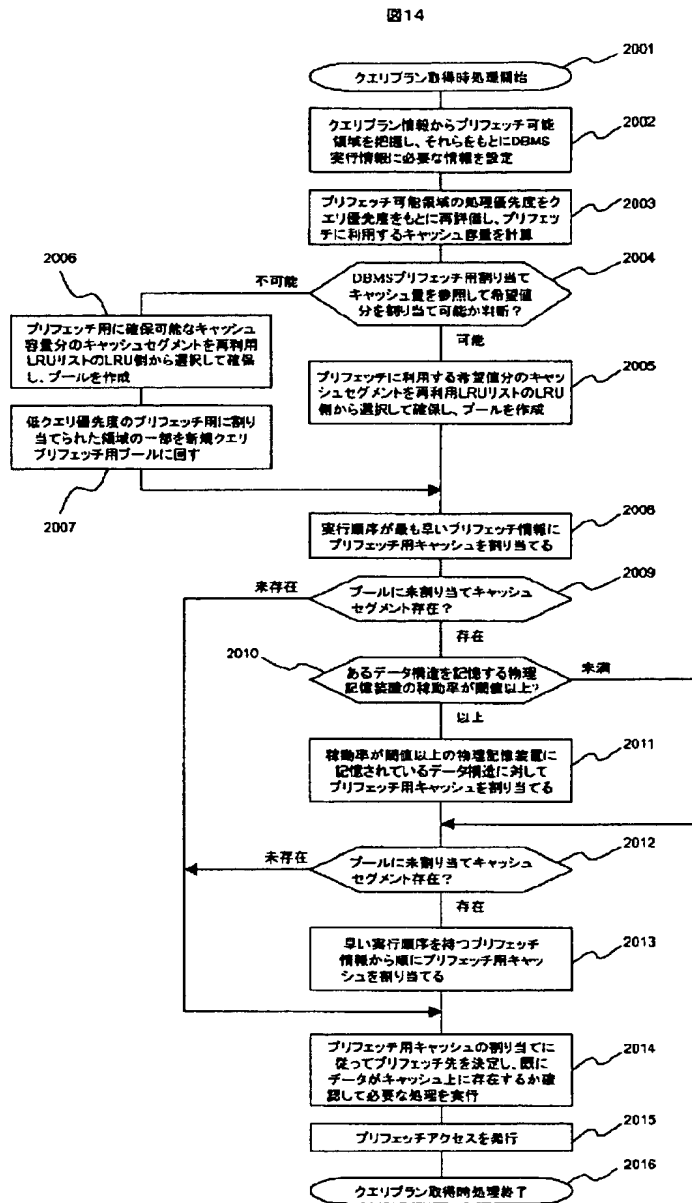 図14
2001
クエリプラン取得時処理開始
クエリプラン情報からプリフェッチ可能
領域を把握し、それらをもとにDBMS
実行情報に必要な情報を設定
2002
プリフェッチ可能領域の処理優先度をク
エリ優先度をもとに再評価し、プリフェッ
チに利用するキャッシュ容量を計算
2003
2004
DBMSプリフェッチ用割り当て
キャッシュ量を参照して希望値
分を割り当て可能か判断?
不可能
可能
2006
プリフェッチ用に確保可能なキャッシュ
容量分のキャッシュセグメントを再利用
LRUリストのLRU側から選択して確保
し、プールを作成
2005
プリフェッチに利用する希望値分のキャッ
シュセグメントを再利用LRUリストのLRU
側から選択して確保し、プールを作成
低クエリ優先度のプリフェッチ用に割り
当てられた領域の一部を新規クエリ
プリフェッチ用プールに回す
2007
2008
実行順序が最も早いプリフェッチ情報に
プリフェッチ用キャッシュを割り当てる
2009
プールに未割り当てキャッシュ
セグメント存在?
未存在
存在
2010
あるデータ構造を記憶する物理
記憶装置の稼動率が閾値以上?
未満
以上
2011
稼動率が閾値以上の物理記憶装置に
記憶されているデータ構造に対して
プリフェッチ用キャッシュを割り当てる
2012
プールに未割り当てキャッシュ
セグメント存在?
未存在
存在
2013
早い実行順序を持つプリフェッチ
情報から順にプリフェッチ用キャッ
シュを割り当てる
2014
プリフェッチ用キャッシュの割り当てに
従ってプリフェッチ先を決定し、既に
データがキャッシュ上に存在するか確
認して必要な処理を実行
2015
プリフェッチアクセスを発行
2016
クエリプラン取得時処理終了